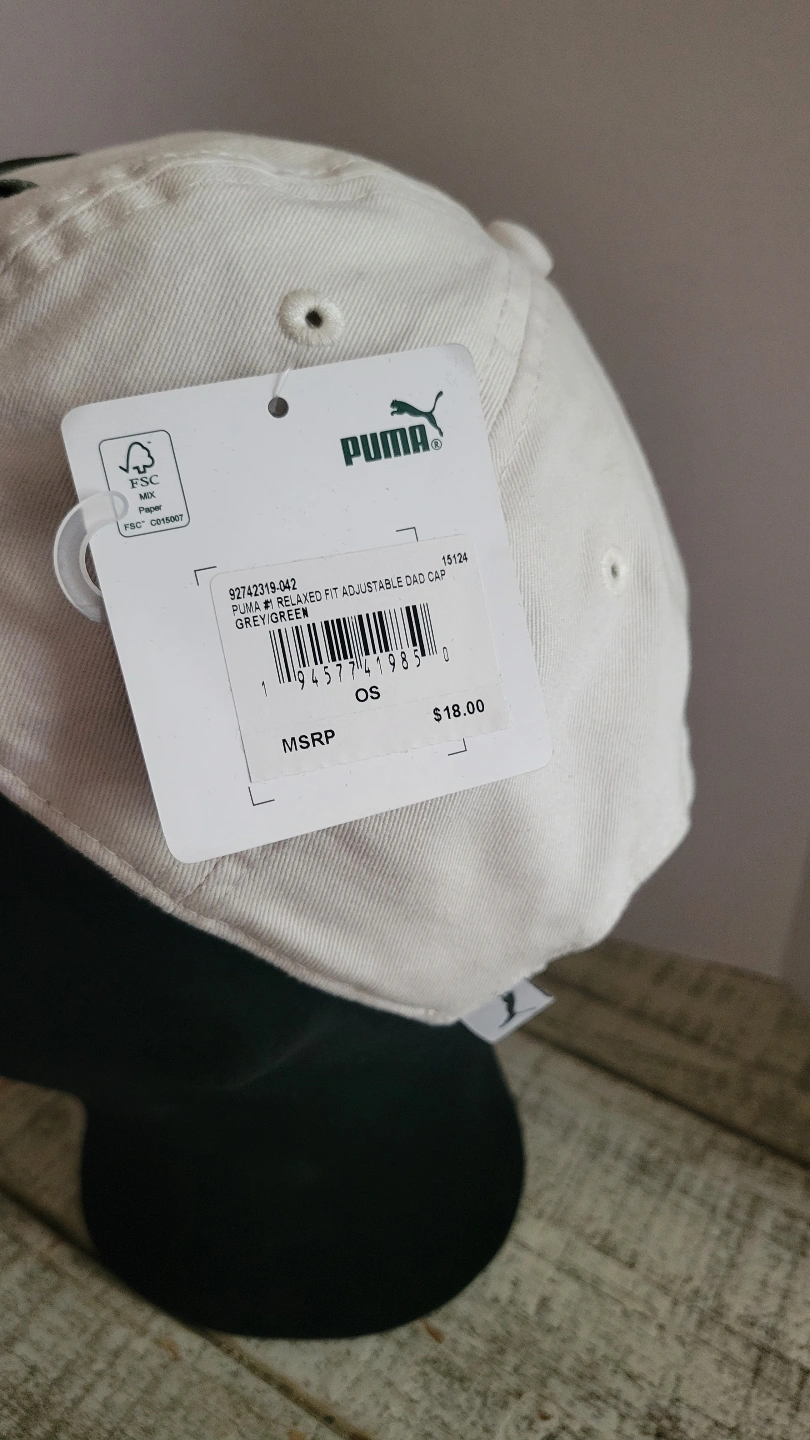 PUMA®
FSC™
MIX
Paper
FSC™ C015007
15124
92742319-042
PUMA #1 RELAXED FIT ADJUSTABLE DAD CAP
GREY/GREEN
1 94577 41985 0
OS
MSRP $18.00